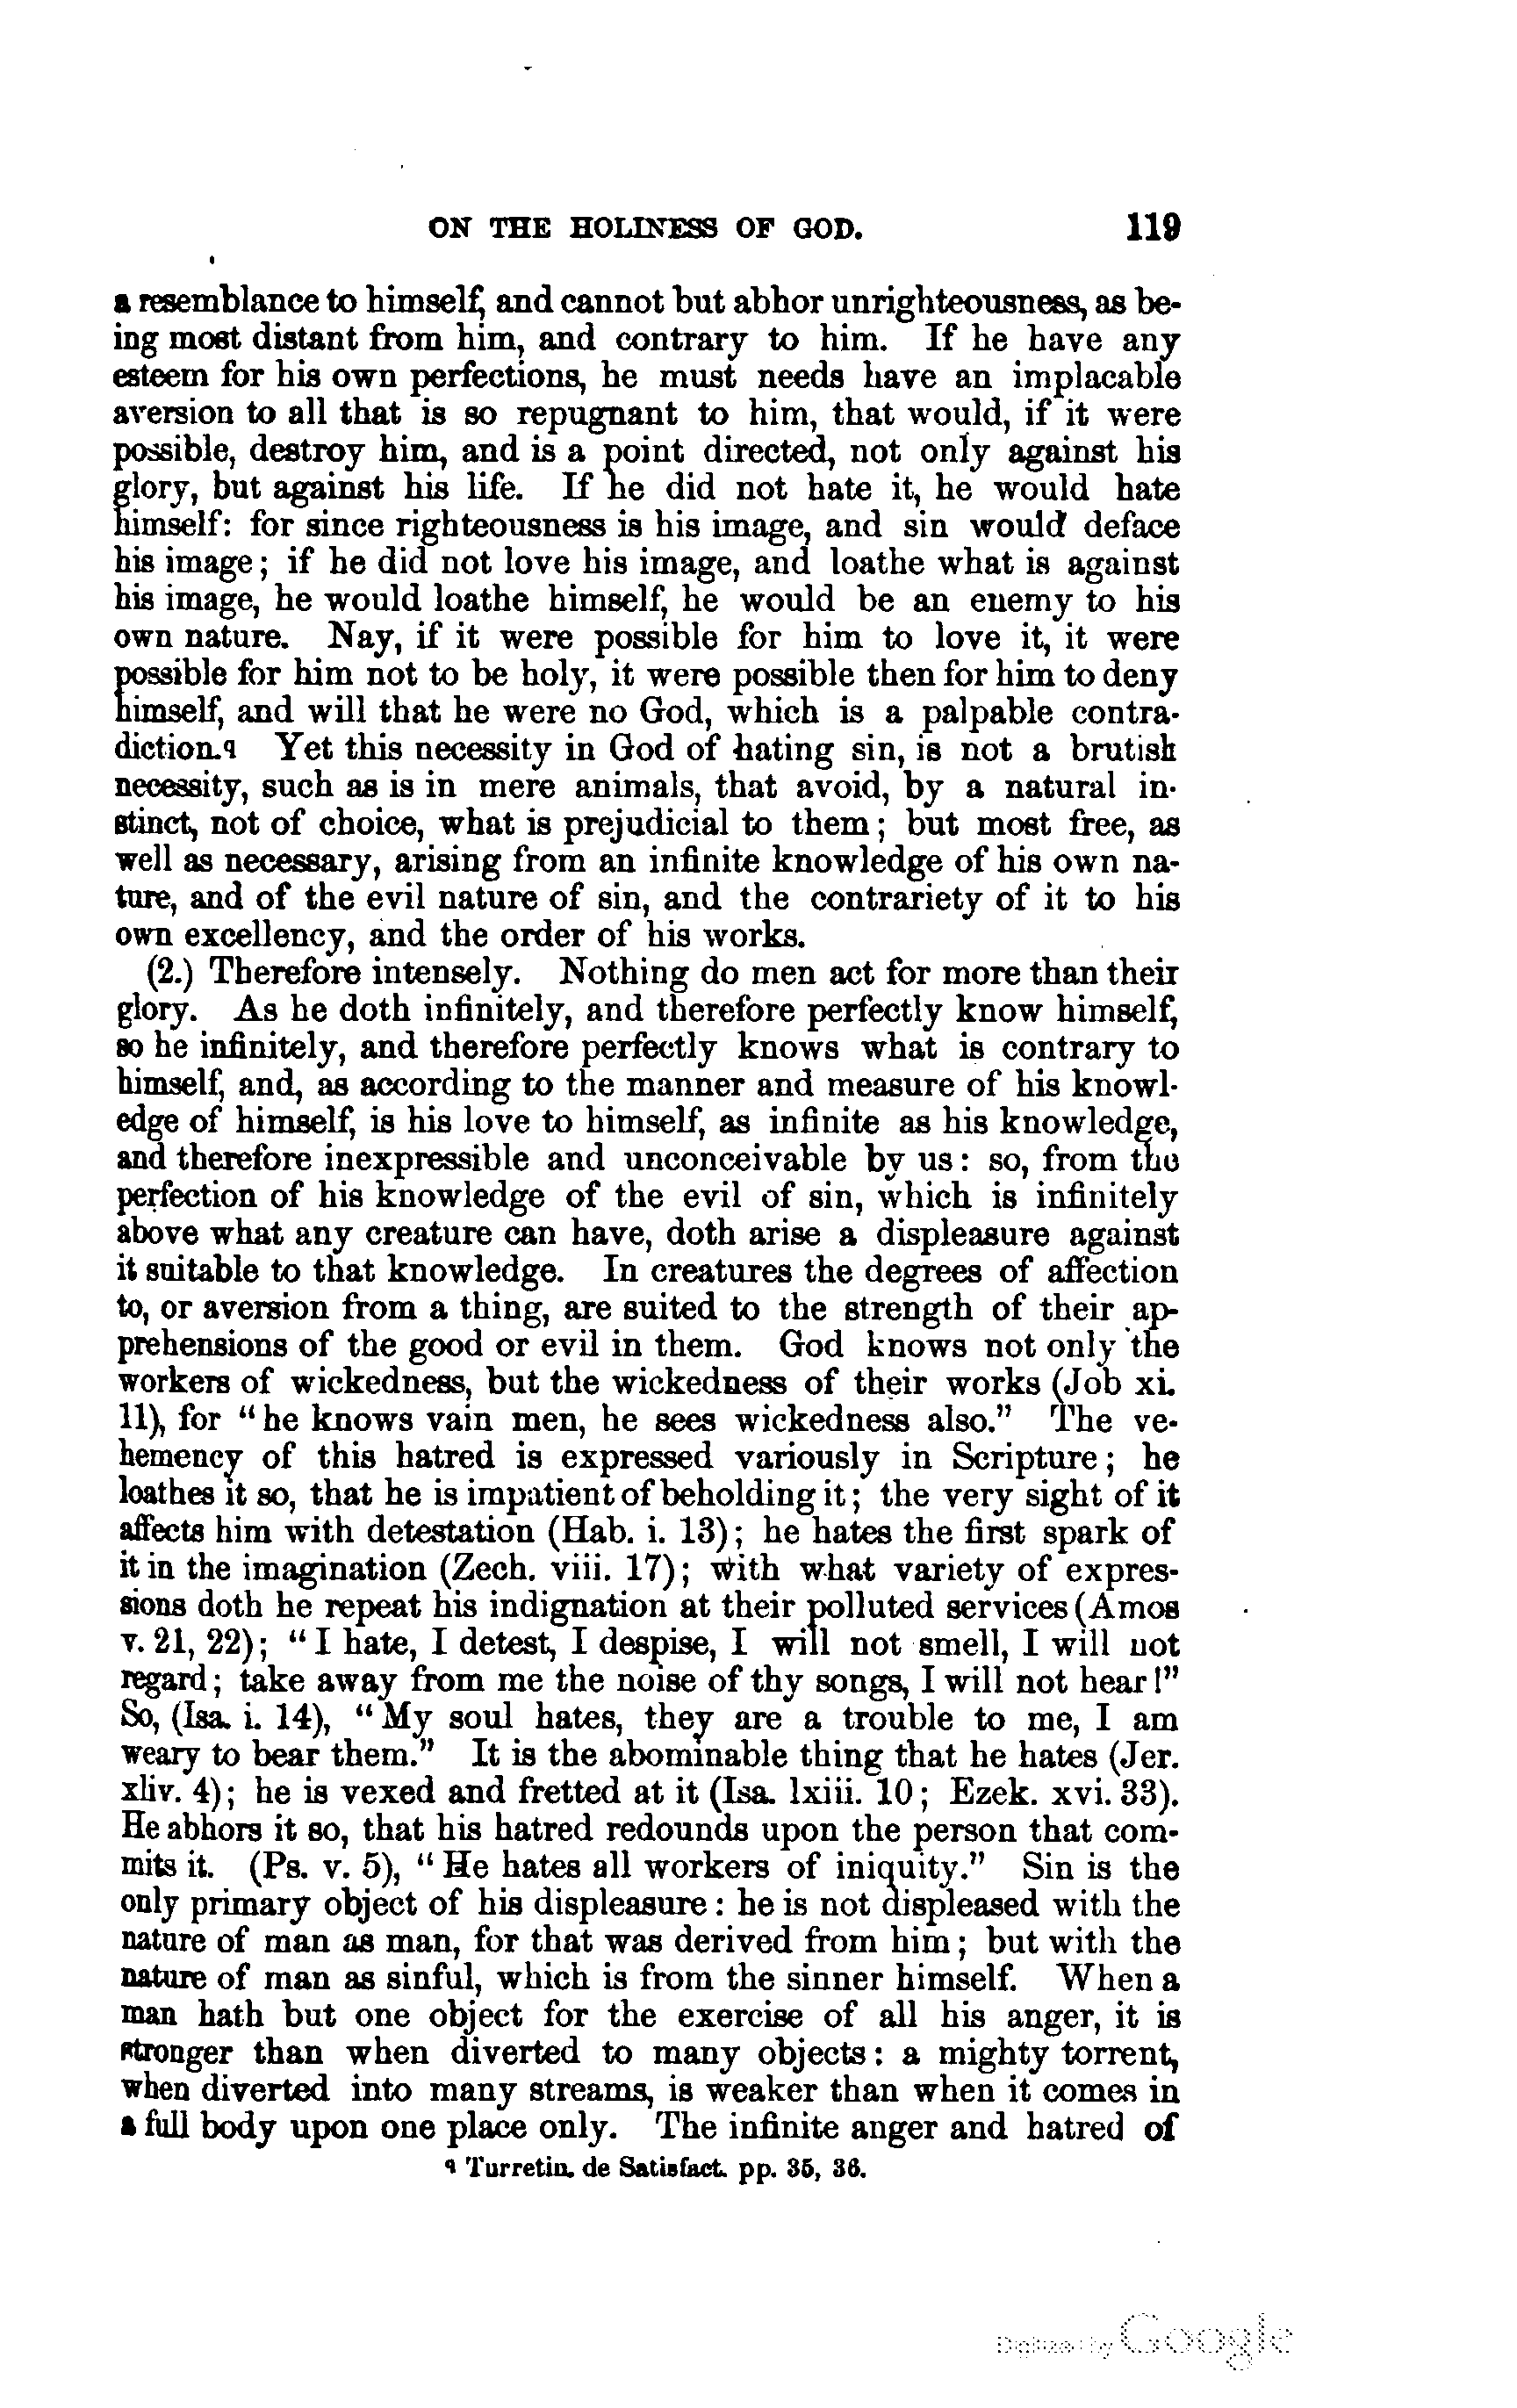 ON THE HOLINESS OF GOD. 119
a resemblance to himself, and cannot but abhor unrighteousness, as be-
ing most distant from him, and contrary to him. If he have any
esteem for his own perfections, he must needs have an implacable
aversion to all that is so repugnant to him, that would, if it were
possible, destroy him, and is a point directed, not only against his
glory, but against his life. If he did not hate it, he would hate
himself: for since righteousness is his image, and sin would deface
his image; if he did not love his image, and loathe what is against
his image, he would loathe himself, he would be an enemy to his
own nature. Nay, if it were possible for him to love it, it were
possible for him not to be holy, it were possible then for him to deny
himself, and will that he were no God, which is a palpable contra-
diction.q Yet this necessity in God of hating sin, is not a brutish
necessity, such as is in mere animals, that avoid, by a natural in-
stinct, not of choice, what is prejudicial to them; but most free, as
well as necessary, arising from an infinite knowledge of his own na-
ture, and of the evil nature of sin, and the contrariety of it to his
own excellency, and the order of his works.
(2.) Therefore intensely. Nothing do men act for more than their
glory. As he doth infinitely, and therefore perfectly know himself,
so he infinitely, and therefore perfectly knows what is contrary to
himself, and, as according to the manner and measure of his knowl-
edge of himself, is his love to himself, as infinite as his knowledge,
and therefore inexpressible and unconceivable by us: so, from the
perfection of his knowledge of the evil of sin, which is infinitely
above what any creature can have, doth arise a displeasure against
it suitable to that knowledge. In creatures the degrees of affection
to, or aversion from a thing, are suited to the strength of their ap-
prehensions of the good or evil in them. God knows not only the
workers of wickedness, but the wickedness of their works (Job xi.
11), for "he knows vain men, he sees wickedness also." The ve-
hemency of this hatred is expressed variously in Scripture; he
loathes it so, that he is impatient of beholding it; the very sight of it
affects him with detestation (Hab. i. 13); he hates the first spark of
it in the imagination (Zech. viii. 17); with what variety of expres-
sions doth he repeat his indignation at their polluted services (Amos
v. 21, 22); "I hate, I detest, I despise, I will not smell, I will not
regard; take away from me the noise of thy songs, I will not hear!"
So, (Isa. i. 14), "My soul hates, they are a trouble to me, I am
weary to bear them." It is the abominable thing that he hates (Jer.
xliv. 4); he is vexed and fretted at it (Isa. lxiii. 10; Ezek. xvi. 33).
He abhors it so, that his hatred redounds upon the person that com-
mits it. (Ps. v. 5), "He hates all workers of iniquity." Sin is the
only primary object of his displeasure: he is not displeased with the
nature of man as man, for that was derived from him; but with the
nature of man as sinful, which is from the sinner himself. When a
man hath but one object for the exercise of all his anger, it is
stronger than when diverted to many objects: a mighty torrent,
when diverted into many streams, is weaker than when it comes in
a full body upon one place only. The infinite anger and hatred of
q Turretin. de Satisfact. pp. 35, 36.
Digitized by Google